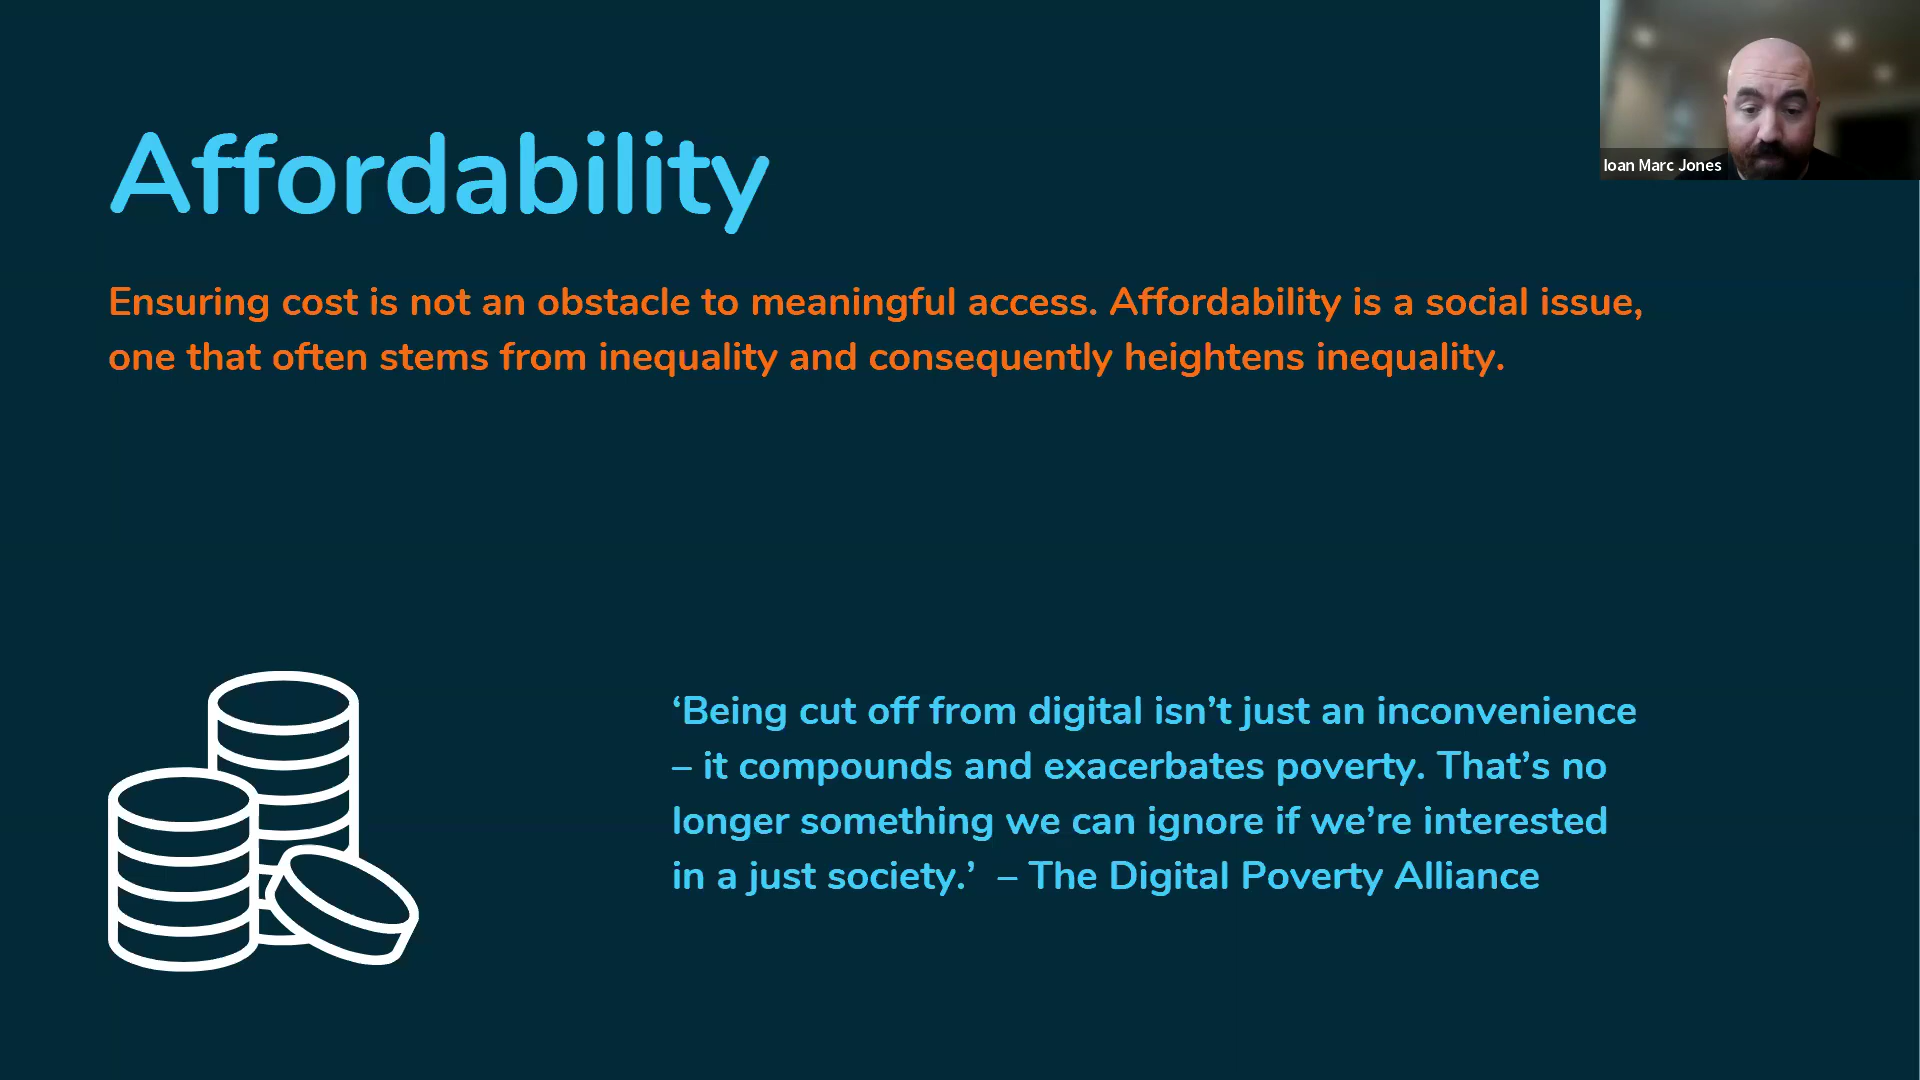 Affordability
Ioan Marc Jones
Ensuring cost is not an obstacle to meaningful access. Affordability is a social issue,
one that often stems from inequality and consequently heightens inequality.
‘Being cut off from digital isn’t just an inconvenience
– it compounds and exacerbates poverty. That’s no
longer something we can ignore if we’re interested
in a just society.’ – The Digital Poverty Alliance